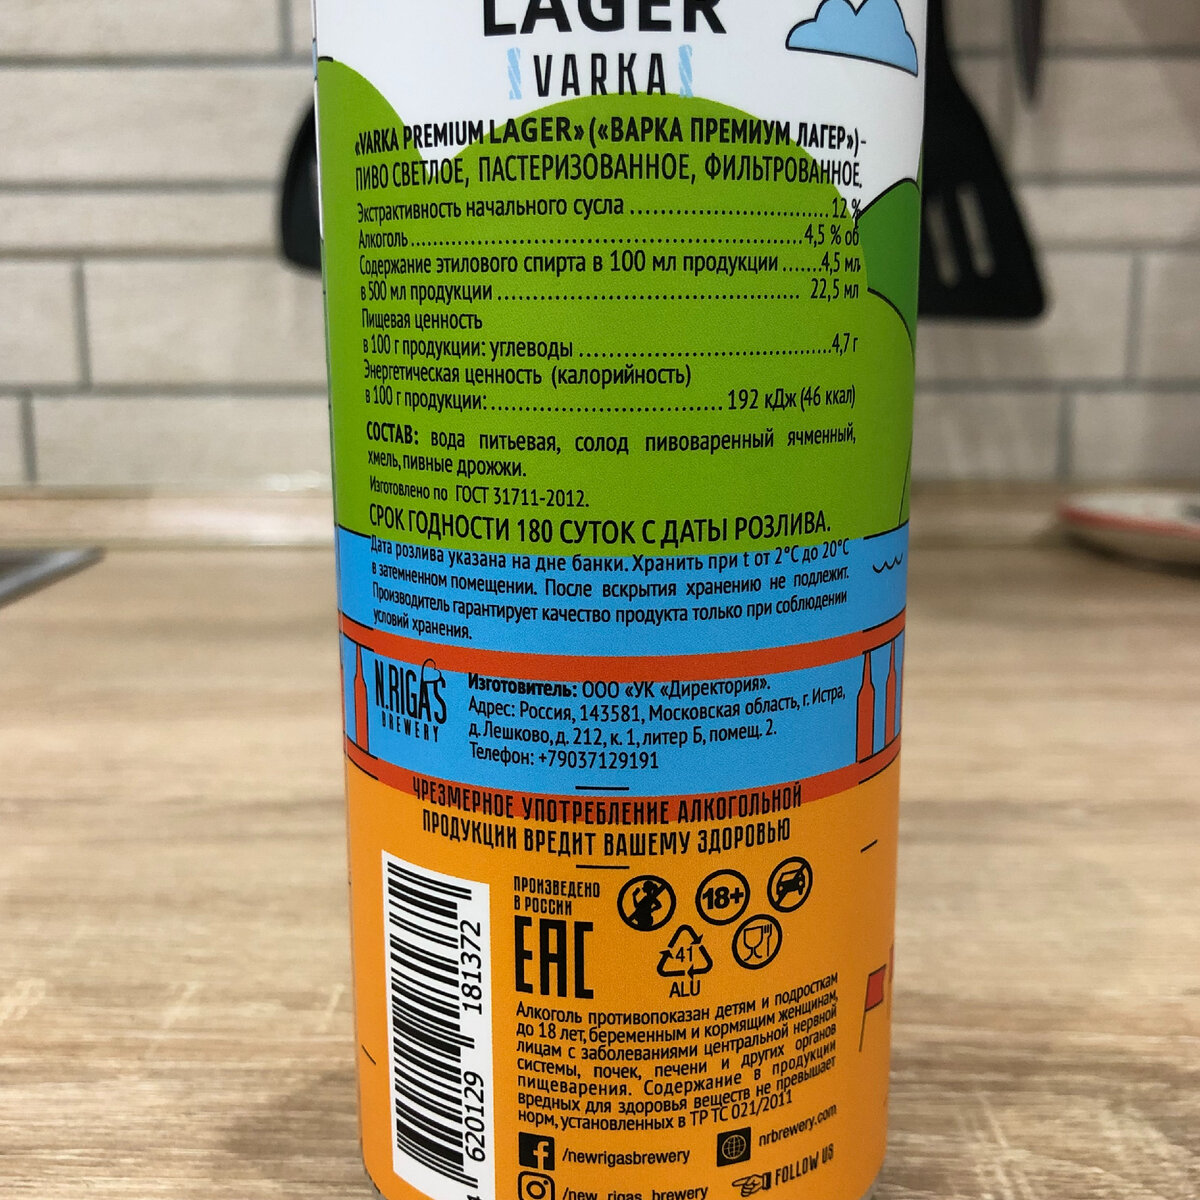 LAGER
VARKA
«VARKA PREMIUM LAGER» («ВАРКА ПРЕМИУМ ЛАГЕР»)-
ПИВО СВЕТЛОЕ, ПАСТЕРИЗОВАННОЕ, ФИЛЬТРОВАННОЕ.
Экстрактивность начального сусла ........................ 12 %
Алкоголь ................................................ 4,5 % об
Содержание этилового спирта в 100 мл продукции ....... 4,5 мл,
в 500 мл продукции ...................................... 22,5 мл
Пищевая ценность
в 100 г продукции: углеводы ............................. 4,7 г
Энергетическая ценность (калорийность)
в 100 г продукции: ........................... 192 кДж (46 ккал)
СОСТАВ: вода питьевая, солод пивоваренный ячменный,
хмель, пивные дрожжи.
Изготовлено по ГОСТ 31711-2012.
СРОК ГОДНОСТИ 180 СУТОК С ДАТЫ РОЗЛИВА.
Дата розлива указана на дне банки. Хранить при t от 2°C до 20°C
в затемненном помещении. После вскрытия хранению не подлежит.
Производитель гарантирует качество продукта только при соблюдении
условий хранения.
N.RIGAS
BREWERY
Изготовитель: ООО «УК «Директория».
Адрес: Россия, 143581, Московская область, г. Истра,
д. Лешково, д. 212, к. 1, литер Б, помещ. 2.
Телефон: +79037129191
ЧРЕЗМЕРНОЕ УПОТРЕБЛЕНИЕ АЛКОГОЛЬНОЙ
ПРОДУКЦИИ ВРЕДИТ ВАШЕМУ ЗДОРОВЬЮ
ПРОИЗВЕДЕНО
В РОССИИ
EAC
18+
41
ALU
Алкоголь противопоказан детям и подросткам
до 18 лет, беременным и кормящим женщинам,
лицам с заболеваниями центральной нервной
системы, почек, печени и других органов
пищеварения. Содержание в продукции
вредных для здоровья веществ не превышает
норм, установленных в ТР ТС 021/2011
620129 181372
/newrigasbrewery
nrbrewery.com
/new_rigas_brewery
FOLLOW US